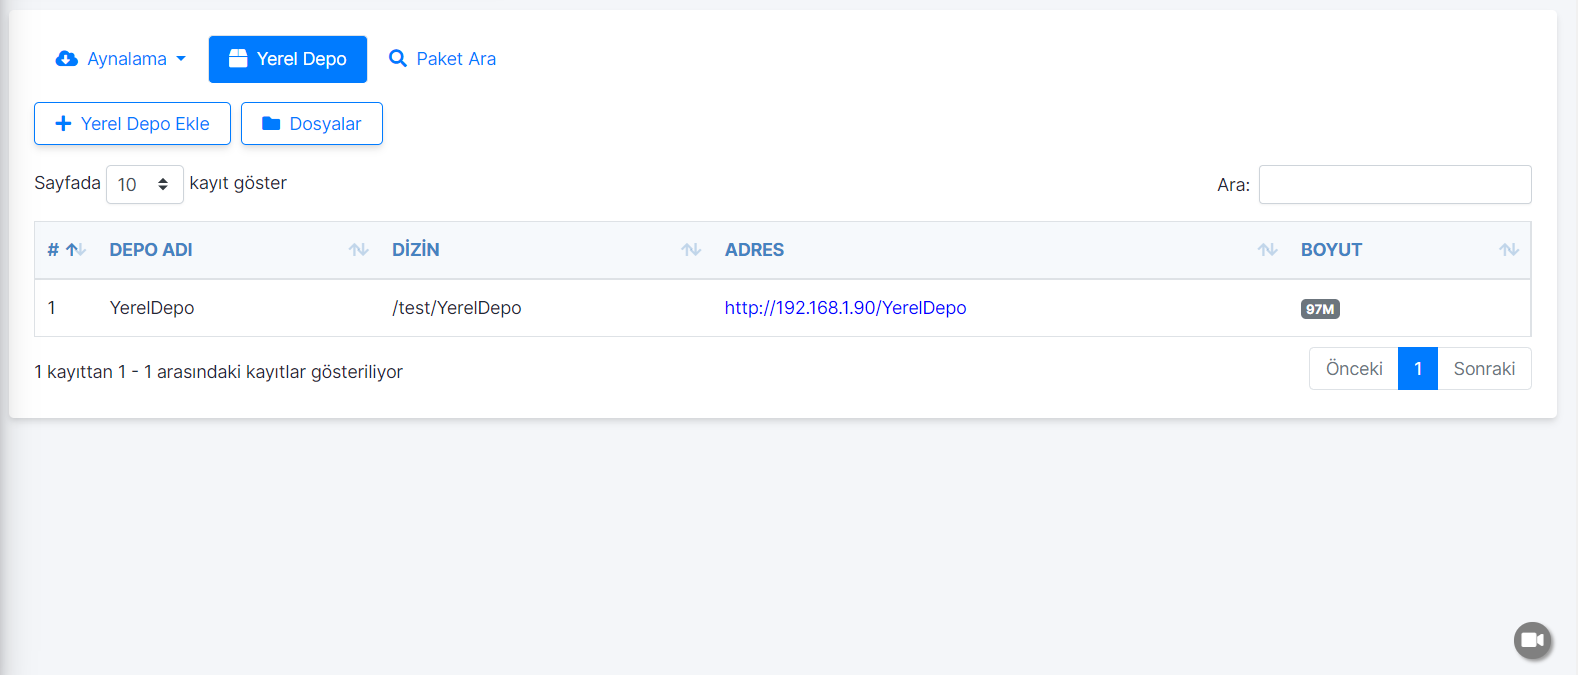 Aynalama Yerel Depo Paket Ara
Yerel Depo Ekle Dosyalar
Sayfada 10 kayıt göster Ara:
# DEPO ADI DİZİN ADRES BOYUT
1 YerelDepo /test/YerelDepo http://192.168.1.90/YerelDepo 97M
1 kayıttan 1 - 1 arasındaki kayıtlar gösteriliyor Önceki 1 Sonraki